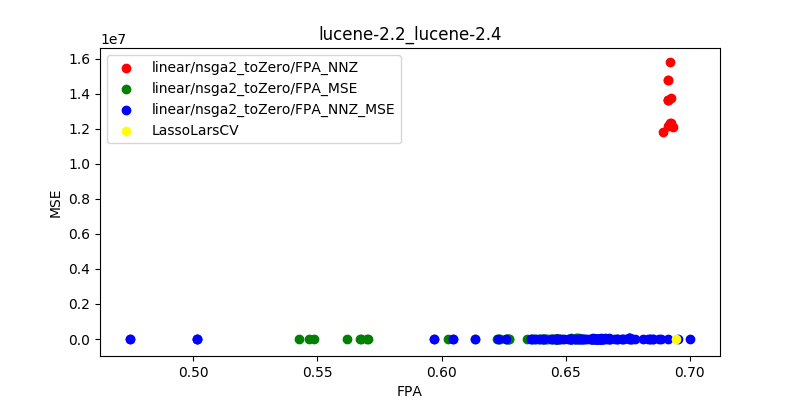 lucene-2.2_lucene-2.4
1e7
1.6
1.4
1.2
1.0
0.8
0.6
0.4
0.2
0.0
MSE
linear/nsga2_toZero/FPA_NNZ
linear/nsga2_toZero/FPA_MSE
linear/nsga2_toZero/FPA_NNZ_MSE
LassoLarsCV
0.50 0.55 0.60 0.65 0.70
FPA